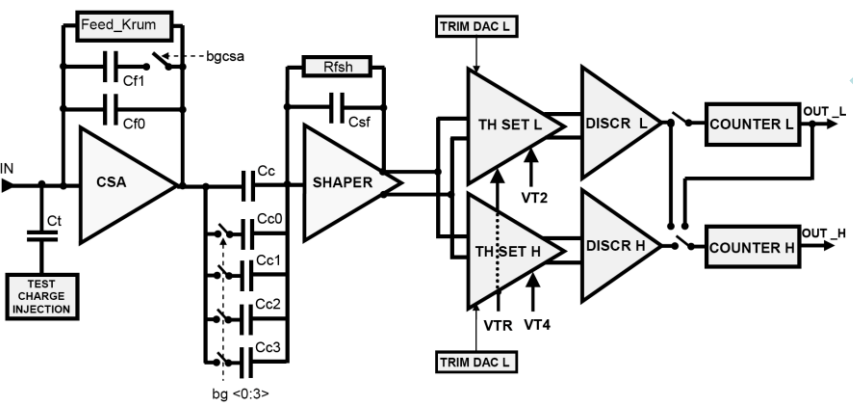 Feed_Krum
bgcsa
Cf1
Cf0
IN
CSA
Ct
TEST
CHARGE
INJECTION
Cc
Cc0
Cc1
Cc2
Cc3
bg <0:3>
Rfsh
Csf
SHAPER
TRIM DAC L
TH SET L
VT2
DISCR L
COUNTER L
OUT_L
TH SET H
VTR
VT4
DISCR H
COUNTER H
OUT_H
TRIM DAC L